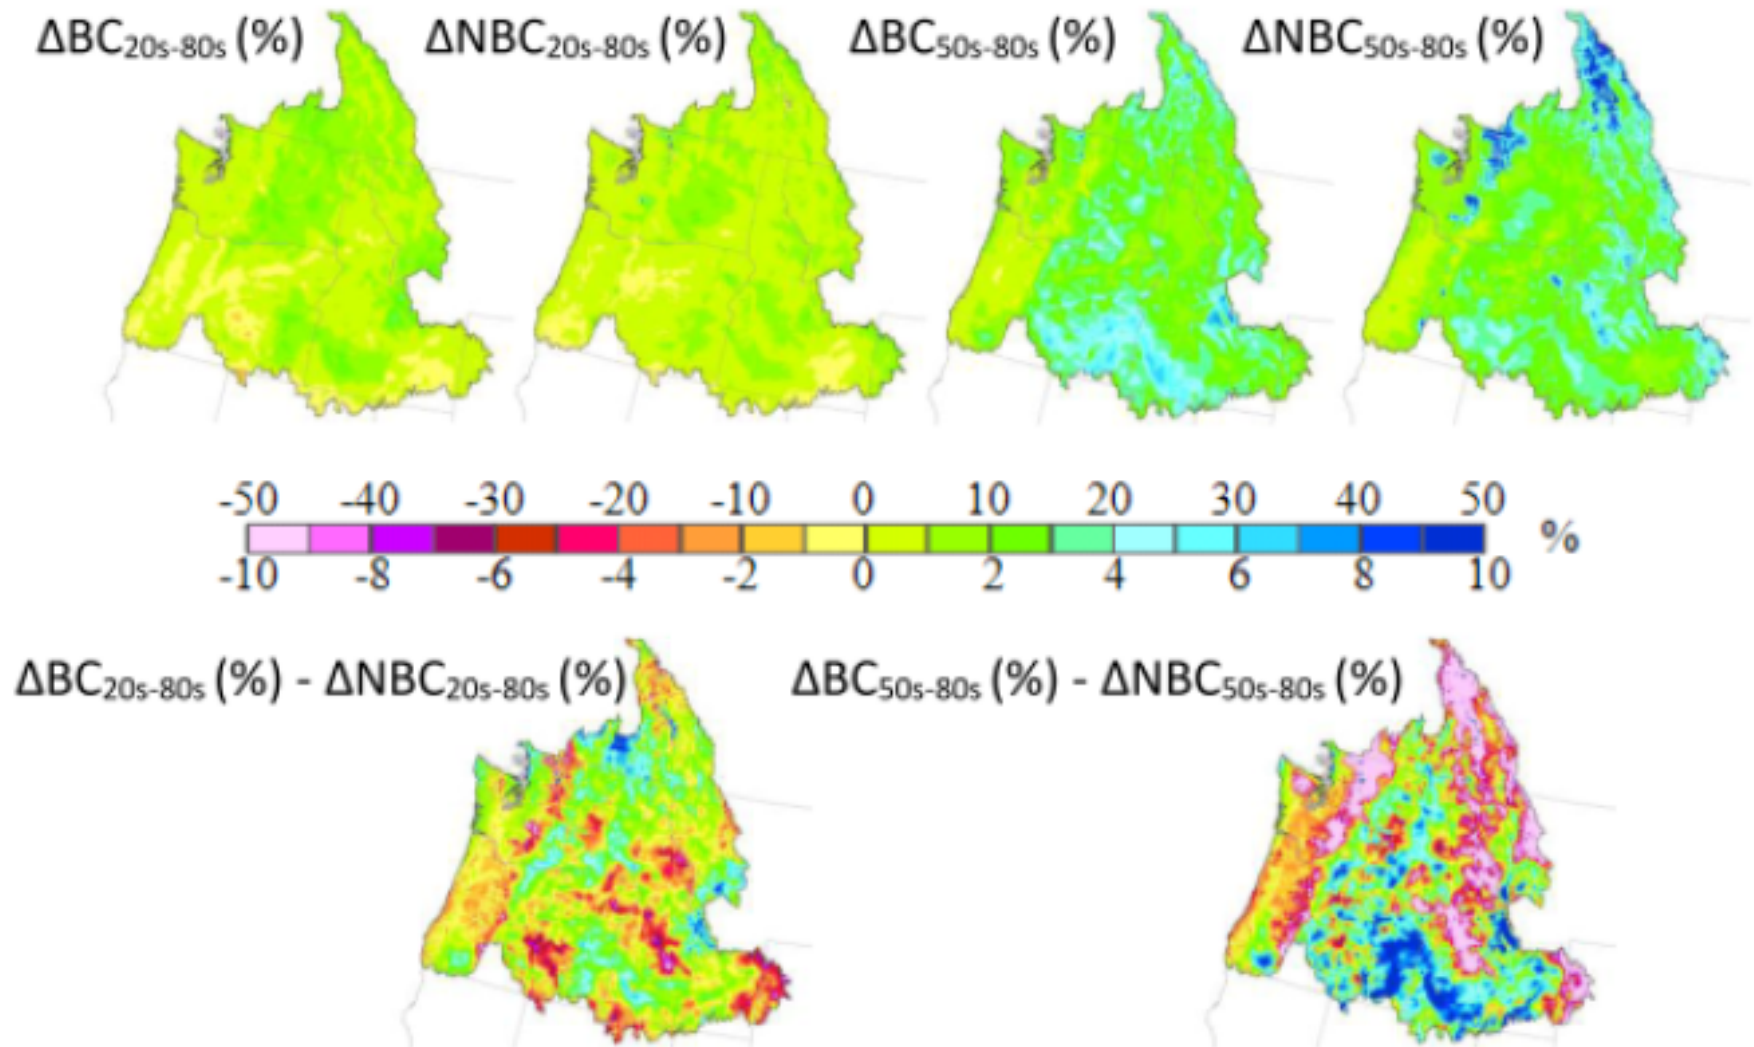 ΔBC20s-80s (%) ΔNBC20s-80s (%) ΔBC50s-80s (%) ΔNBC50s-80s (%)
-50 -40 -30 -20 -10 0 10 20 30 40 50
%
-10 -8 -6 -4 -2 0 2 4 6 8 10
ΔBC20s-80s (%) - ΔNBC20s-80s (%) ΔBC50s-80s (%) - ΔNBC50s-80s (%)